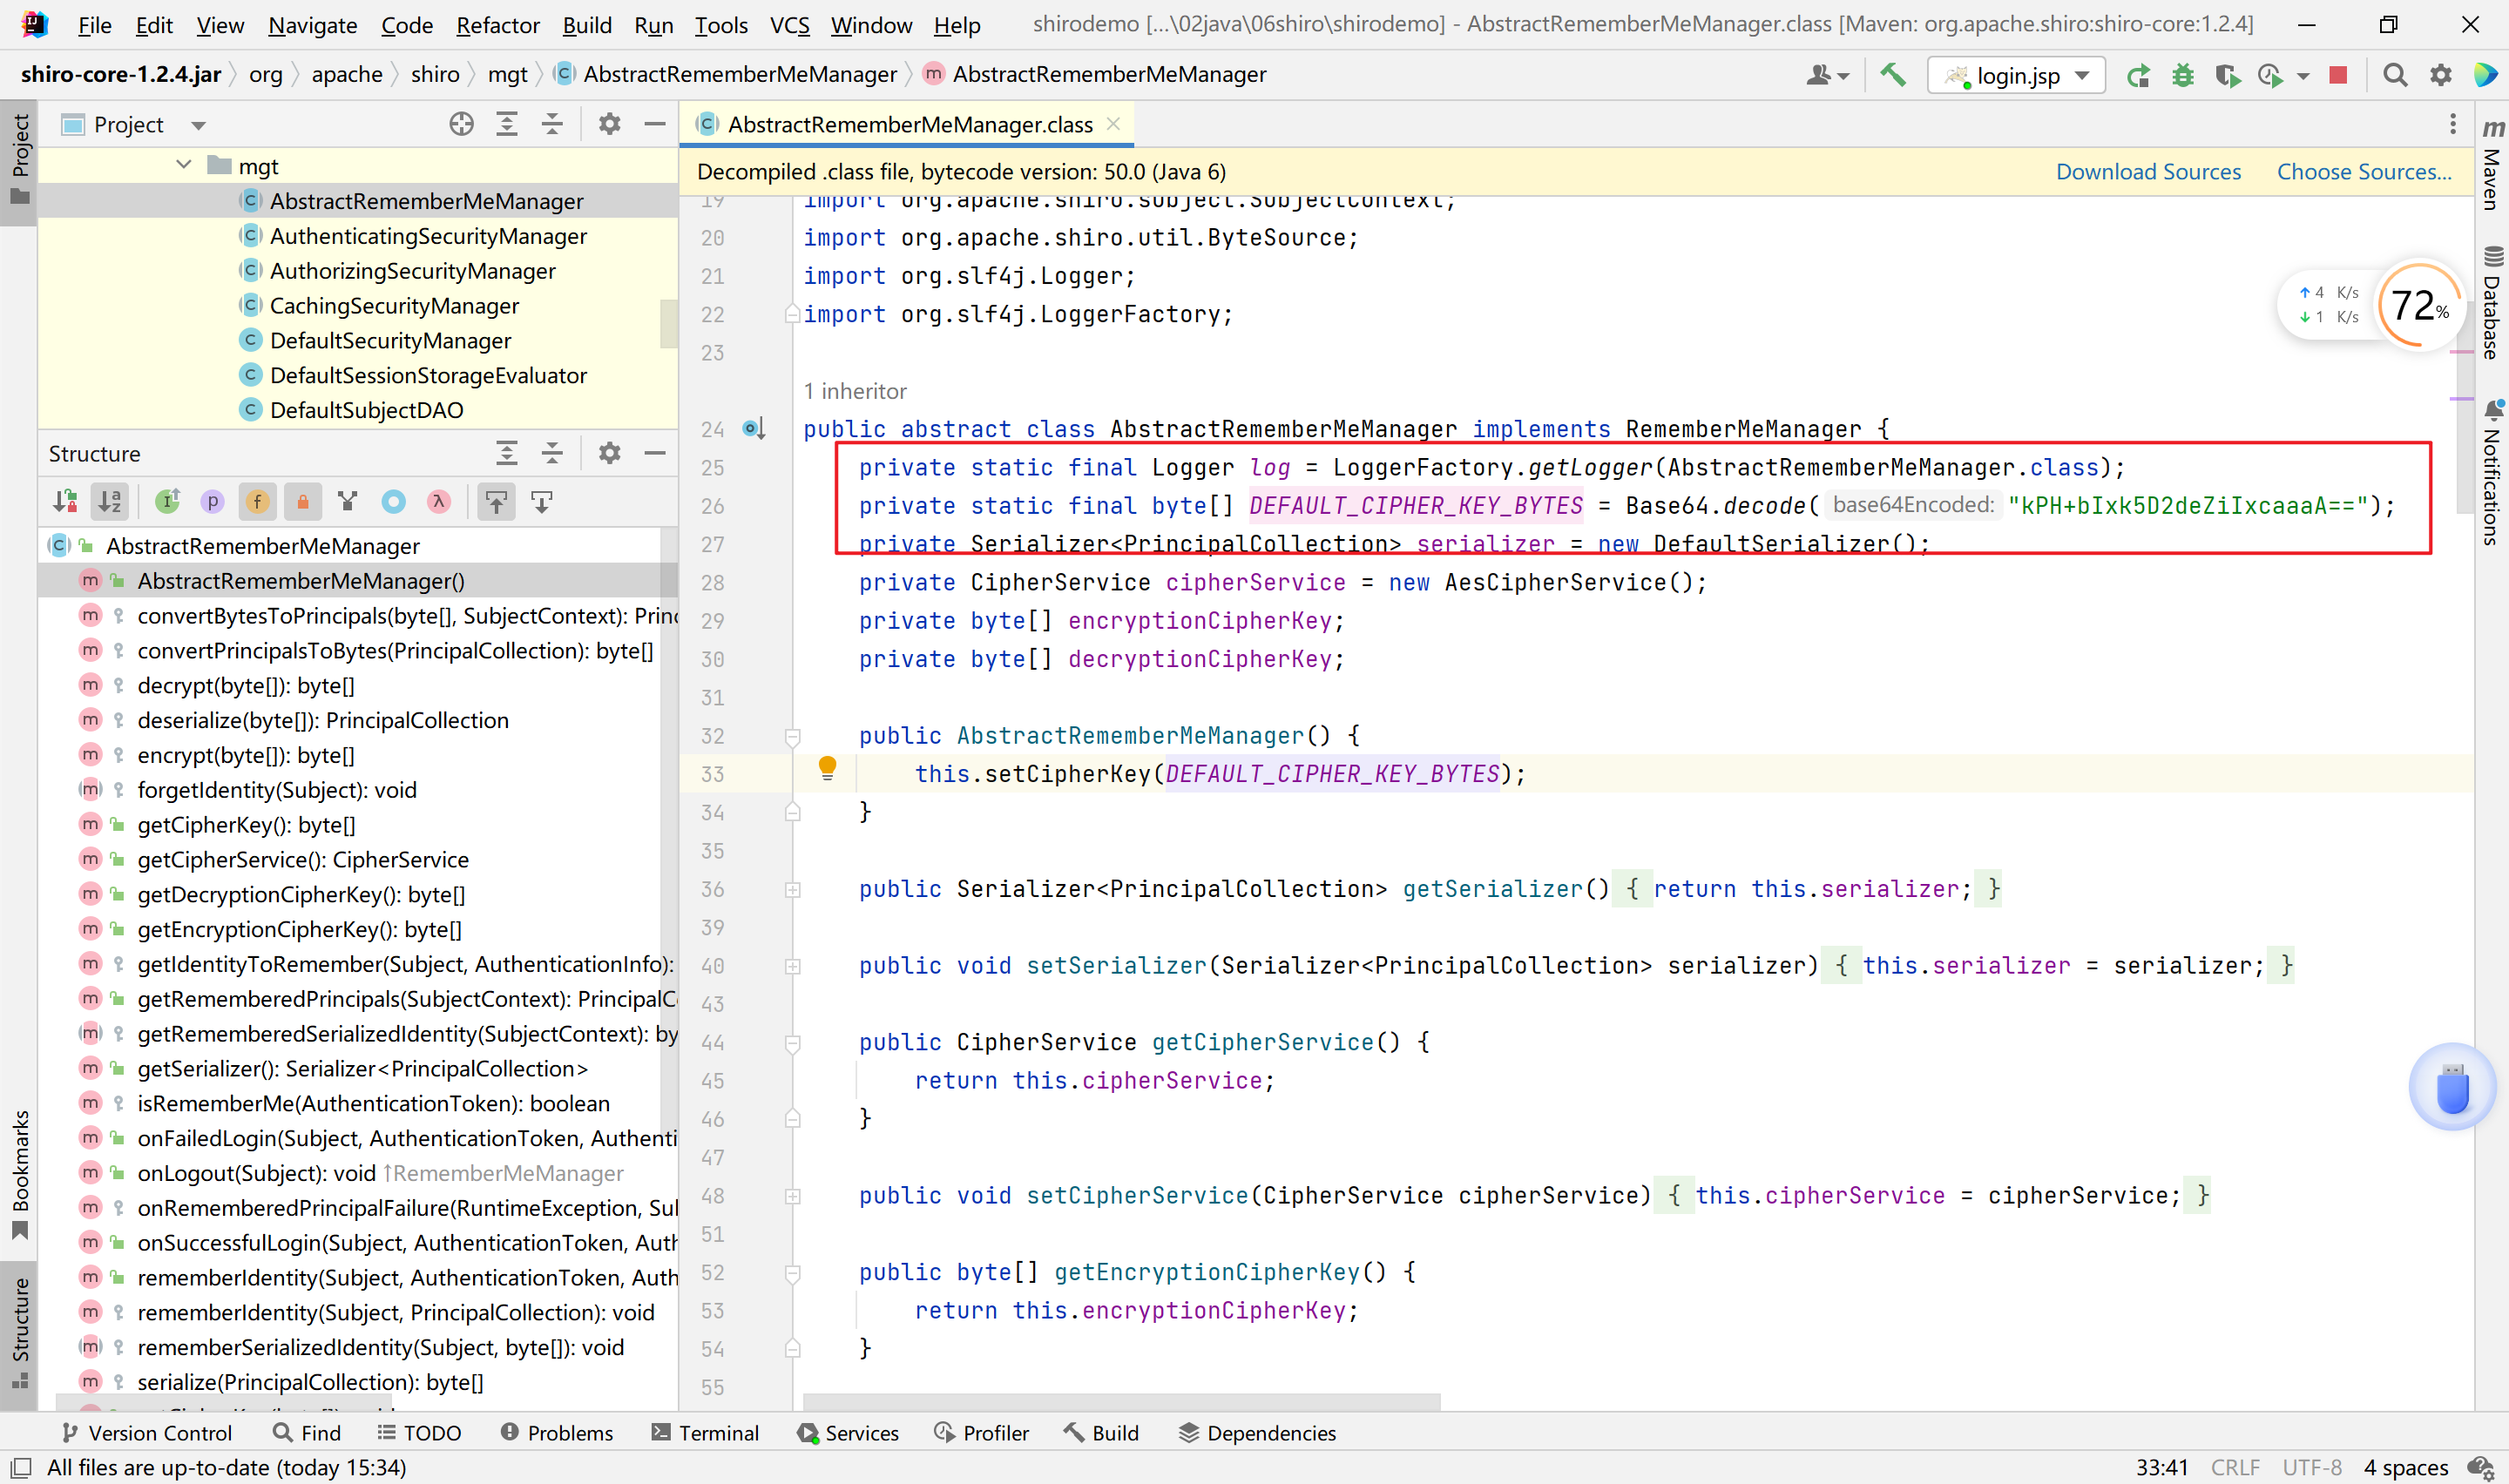 File Edit View Navigate Code Refactor Build Run Tools VCS Window Help shirodemo [...\02java\06shiro\shirodemo] - AbstractRememberMeManager.class [Maven: org.apache.shiro:shiro-core:1.2.4]
shiro-core-1.2.4.jar org apache shiro mgt AbstractRememberMeManager AbstractRememberMeManager login.jsp
Project
AbstractRememberMeManager.class
mgt
AbstractRememberMeManager
AuthenticatingSecurityManager
AuthorizingSecurityManager
CachingSecurityManager
DefaultSecurityManager
DefaultSessionStorageEvaluator
DefaultSubjectDAO
Structure
AbstractRememberMeManager
AbstractRememberMeManager()
convertBytesToPrincipals(byte[], SubjectContext): Princ
convertPrincipalsToBytes(PrincipalCollection): byte[]
decrypt(byte[]): byte[]
deserialize(byte[]): PrincipalCollection
encrypt(byte[]): byte[]
forgetIdentity(Subject): void
getCipherKey(): byte[]
getCipherService(): CipherService
getDecryptionCipherKey(): byte[]
getEncryptionCipherKey(): byte[]
getIdentityToRemember(Subject, AuthenticationInfo):
getRememberedPrincipals(SubjectContext): PrincipalC
getRememberedSerializedIdentity(SubjectContext): by
getSerializer(): Serializer<PrincipalCollection>
isRememberMe(AuthenticationToken): boolean
onFailedLogin(Subject, AuthenticationToken, Authenti
onLogout(Subject): void ↑RememberMeManager
onRememberedPrincipalFailure(RuntimeException, Sul
onSuccessfulLogin(Subject, AuthenticationToken, Auth
rememberIdentity(Subject, AuthenticationToken, Auth
rememberIdentity(Subject, PrincipalCollection): void
rememberSerializedIdentity(Subject, byte[]): void
serialize(PrincipalCollection): byte[]
Decompiled .class file, bytecode version: 50.0 (Java 6) Download Sources Choose Sources...
19 import org.apache.shiro.subject.SubjectContext;
20 import org.apache.shiro.util.ByteSource;
21 import org.slf4j.Logger;
22 import org.slf4j.LoggerFactory;
23
1 inheritor
24 public abstract class AbstractRememberMeManager implements RememberMeManager {
25 private static final Logger log = LoggerFactory.getLogger(AbstractRememberMeManager.class);
26 private static final byte[] DEFAULT_CIPHER_KEY_BYTES = Base64.decode( base64Encoded: "kPH+bIxk5D2deZiIxcaaaA==");
27 private Serializer<PrincipalCollection> serializer = new DefaultSerializer();
28 private CipherService cipherService = new AesCipherService();
29 private byte[] encryptionCipherKey;
30 private byte[] decryptionCipherKey;
31
32 public AbstractRememberMeManager() {
33 this.setCipherKey(DEFAULT_CIPHER_KEY_BYTES);
34 }
35
36 public Serializer<PrincipalCollection> getSerializer() { return this.serializer; }
39
40 public void setSerializer(Serializer<PrincipalCollection> serializer) { this.serializer = serializer; }
43
44 public CipherService getCipherService() {
45 return this.cipherService;
46 }
47
48 public void setCipherService(CipherService cipherService) { this.cipherService = cipherService; }
51
52 public byte[] getEncryptionCipherKey() {
53 return this.encryptionCipherKey;
54 }
55
↑ 4 K/s
↓ 1 K/s
72%
Project
Bookmarks
Structure
Maven
Database
Notifications
Version Control Find TODO Problems Terminal Services Profiler Build Dependencies
All files are up-to-date (today 15:34) 33:41 CRLF UTF-8 4 spaces